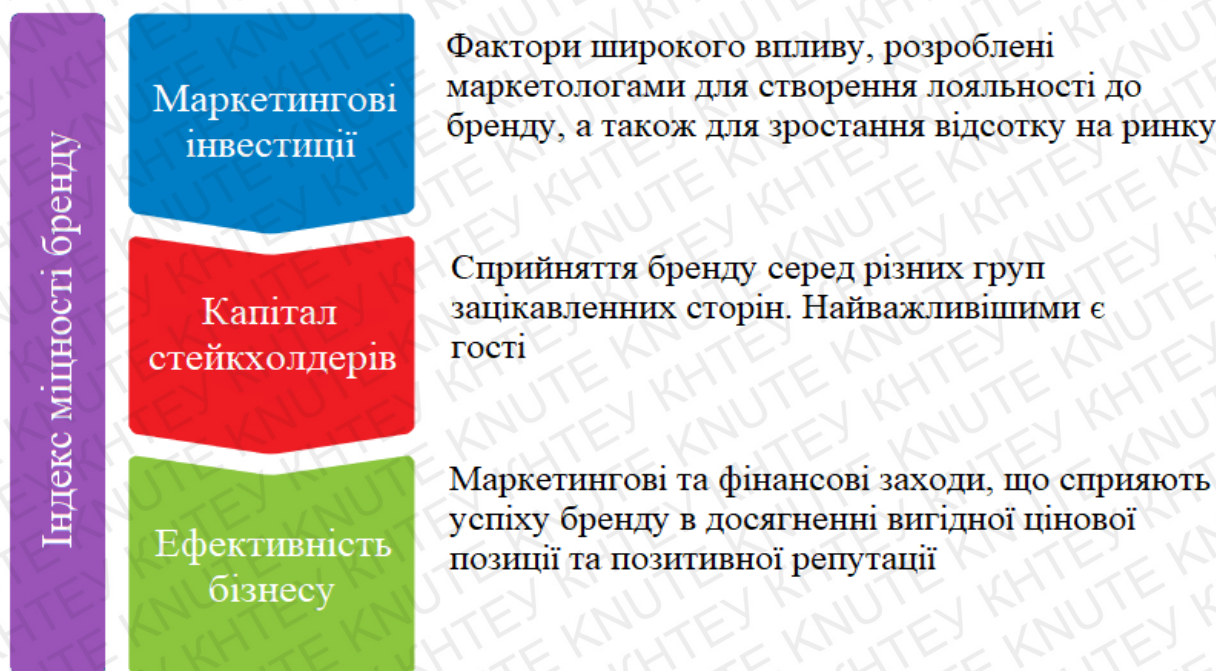 Індекс міцності бренду
Маркетингові
інвестиції
Фактори широкого впливу, розроблені
маркетологами для створення лояльності до
бренду, а також для зростання відсотку на ринку
Капітал
стейкхолдерів
Сприйняття бренду серед різних груп
зацікавленних сторін. Найважливішими є
гості
Ефективність
бізнесу
Маркетингові та фінансові заходи, що сприяють
успіху бренду в досягненні вигідної цінової
позиції та позитивної репутації
КНТЕУ KNUTE